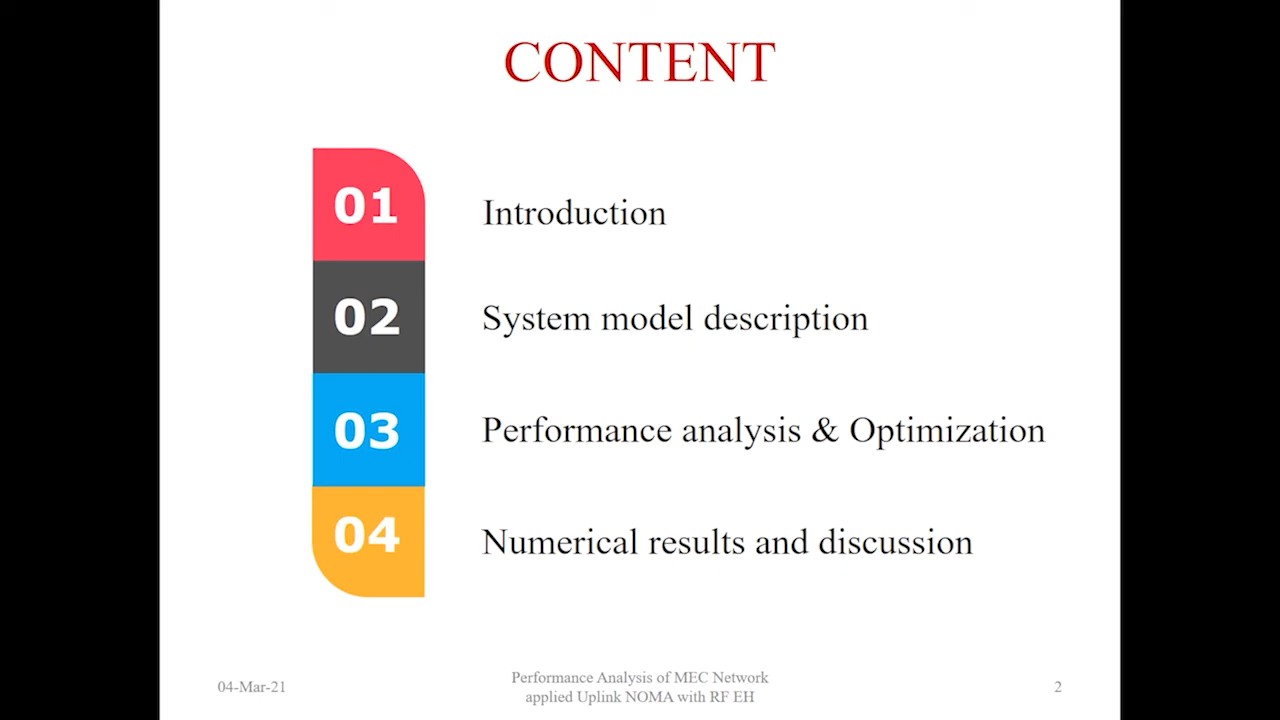 CONTENT
01 Introduction
02 System model description
03 Performance analysis & Optimization
04 Numerical results and discussion
04-Mar-21
Performance Analysis of MEC Network
applied Uplink NOMA with RF EH
2